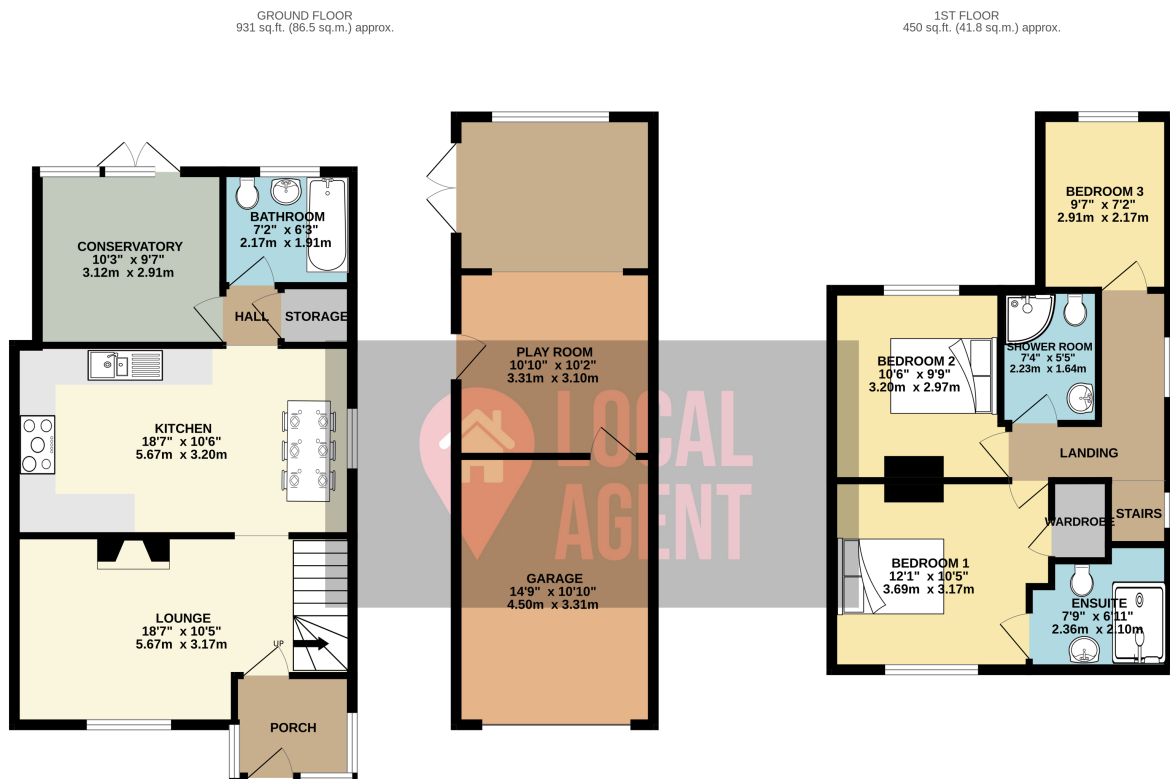 GROUND FLOOR
931 sq.ft. (86.5 sq.m.) approx.
1ST FLOOR
450 sq.ft. (41.8 sq.m.) approx.
CONSERVATORY
10'3" x 9'7"
3.12m x 2.91m
BATHROOM
7'2" x 6'3"
2.17m x 1.91m
HALL
STORAGE
KITCHEN
18'7" x 10'6"
5.67m x 3.20m
LOUNGE
18'7" x 10'5"
5.67m x 3.17m
UP
PORCH
PLAY ROOM
10'10" x 10'2"
3.31m x 3.10m
GARAGE
14'9" x 10'10"
4.50m x 3.31m
LOCAL
AGENT
BEDROOM 3
9'7" x 7'2"
2.91m x 2.17m
BEDROOM 2
10'6" x 9'9"
3.20m x 2.97m
SHOWER ROOM
7'4" x 5'5"
2.23m x 1.64m
LANDING
STAIRS
WARDROBE
BEDROOM 1
12'1" x 10'5"
3.69m x 3.17m
ENSUITE
7'9" x 6'11"
2.36m x 2.10m